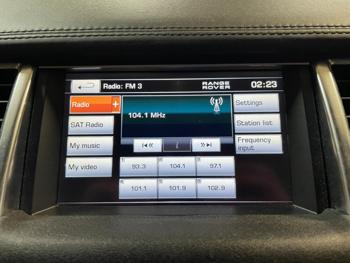 Radio: FM 3
RANGE ROVER
02:23
Radio +
SAT Radio
My music
My video
104.1 MHz
i
Settings
Station list
Frequency input
93.3
104.1
97.1
101.1
101.9
102.9